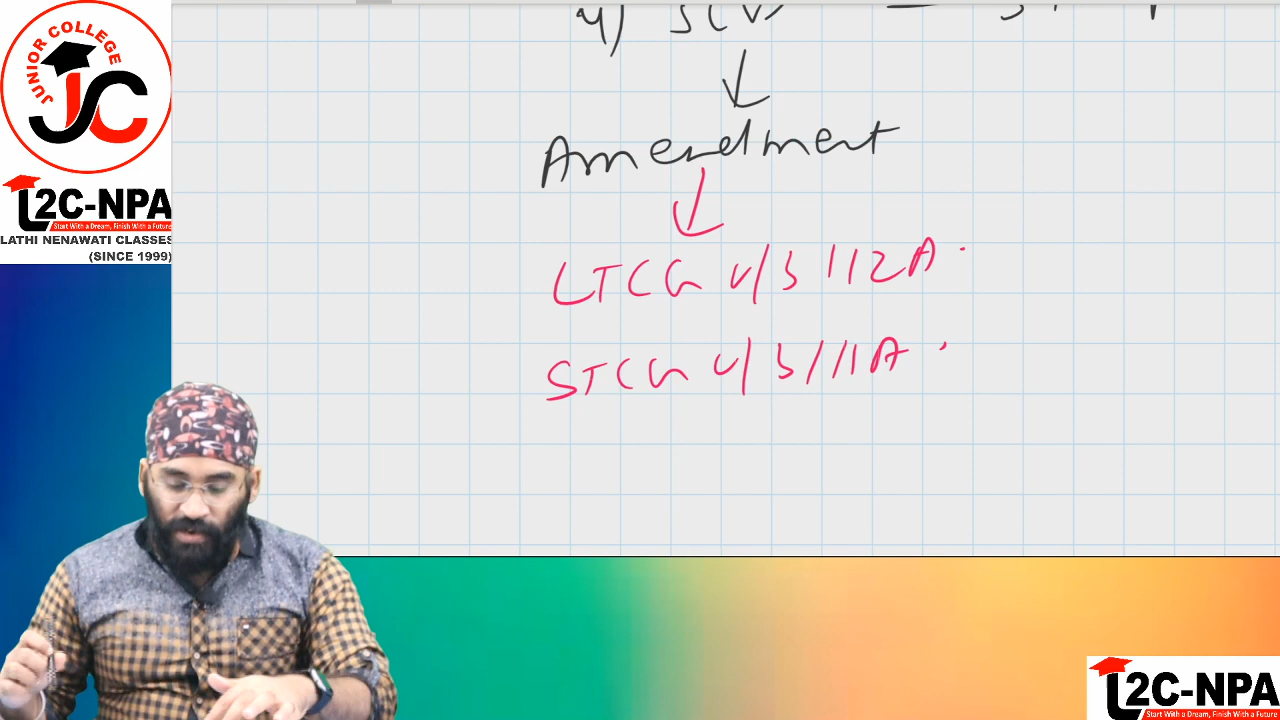 JUNIOR COLLEGE
JC
L2C-NPA
Start With a Dream, Finish With a Future
LATHI NENAWATI CLASSES
(SINCE 1999)
Amendment
LTCG u/s 112A.
STCG u/s 111A.
L2C-NPA
Start With a Dream, Finish With a Future